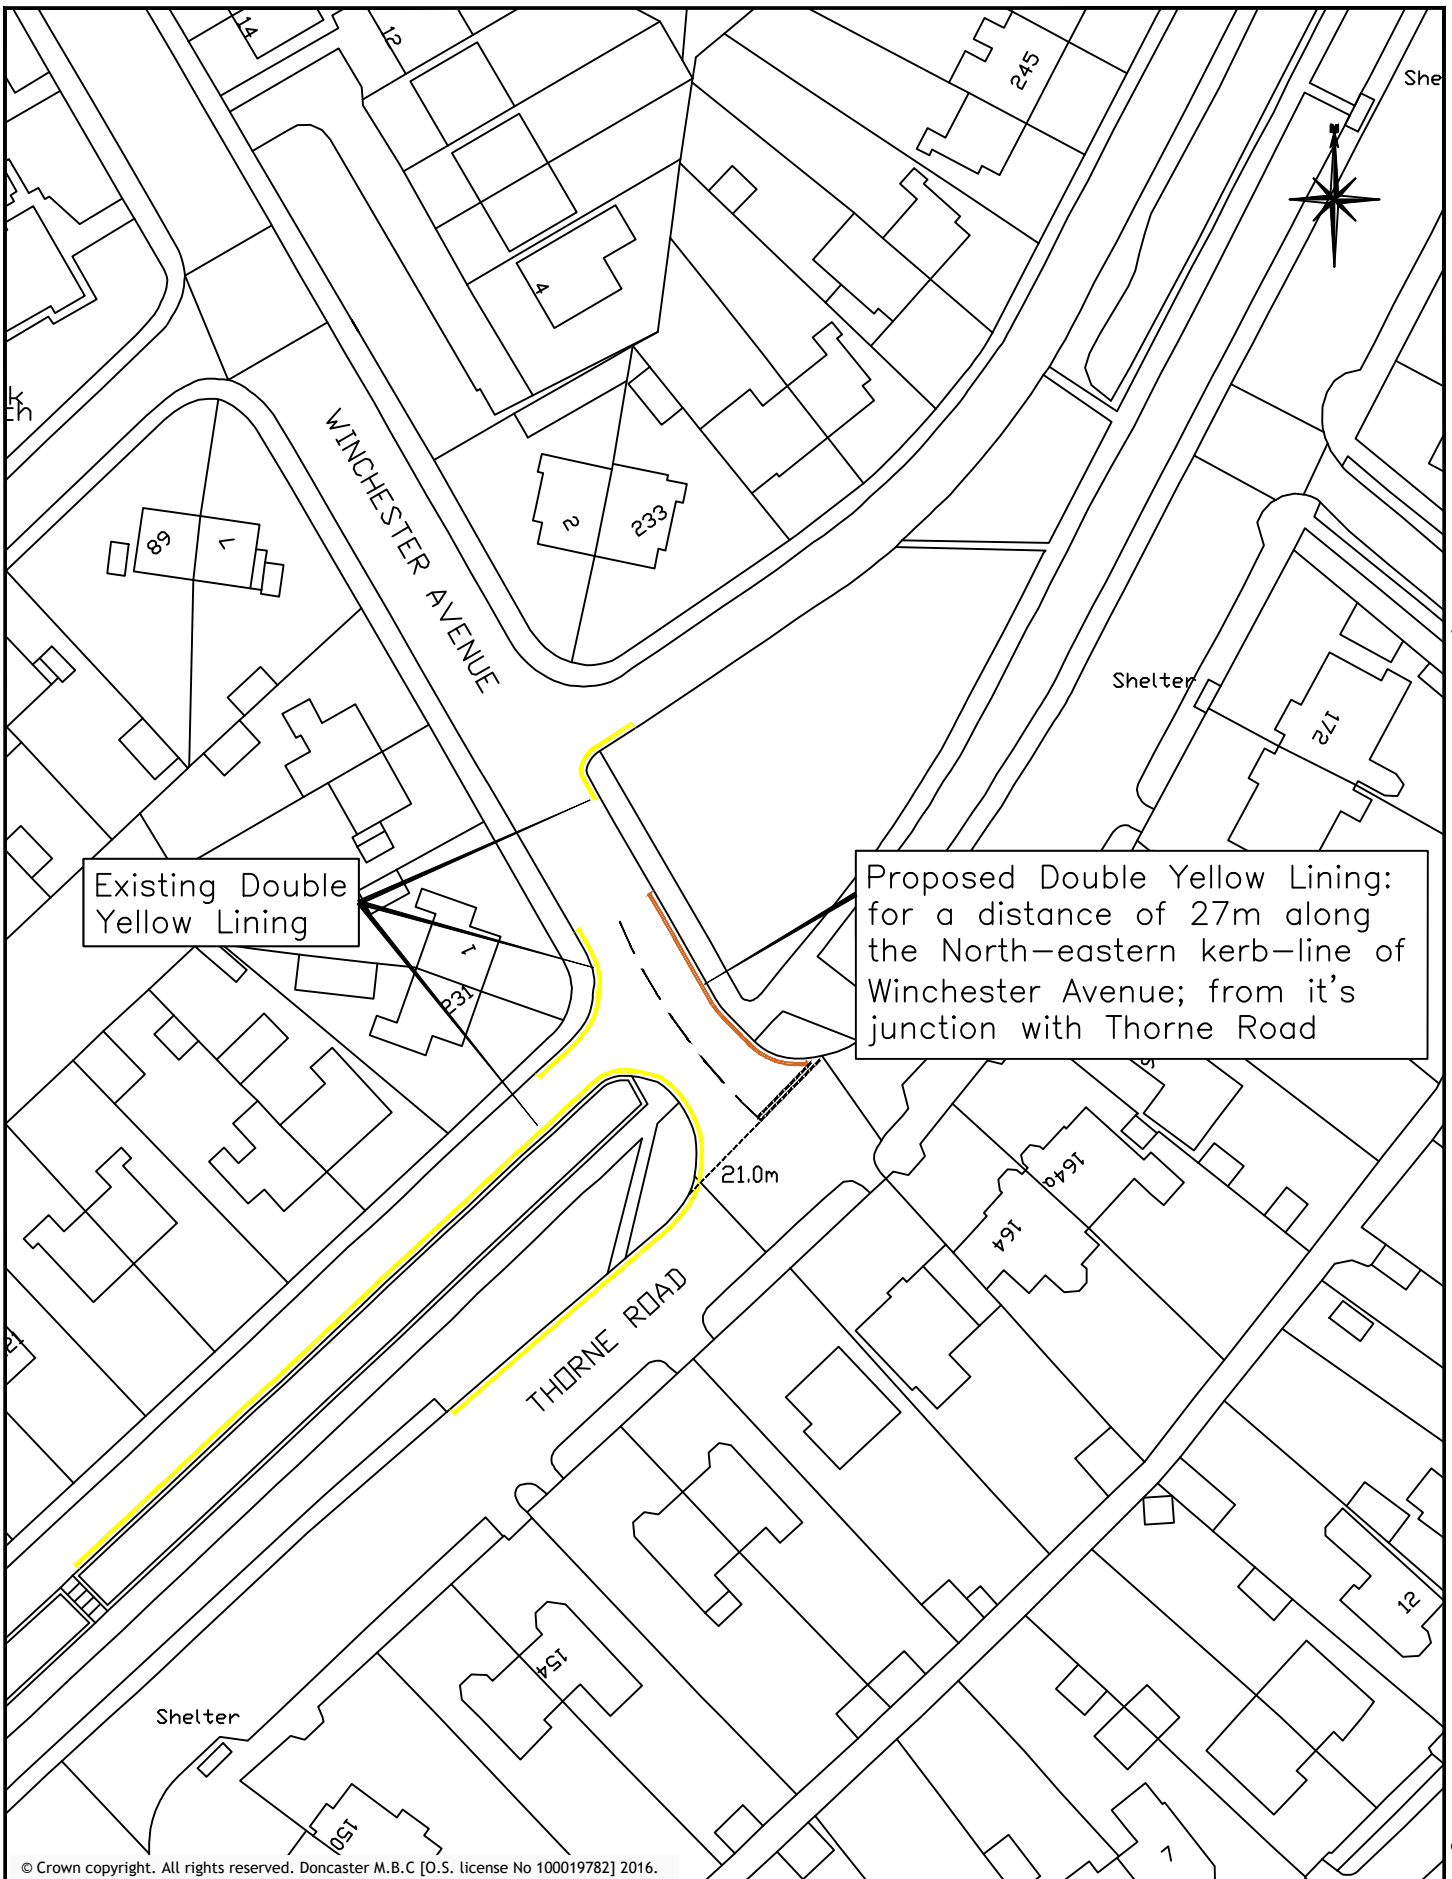 14
12
245
She
N
4
WINCHESTER AVENUE
2
233
89
7
Shelter
172
Existing Double
Yellow Lining
Proposed Double Yellow Lining:
for a distance of 27m along
the North-eastern kerb-line of
Winchester Avenue; from it's
junction with Thorne Road
1
231
21.0m
164a
164
THORNE ROAD
154
12
Shelter
150
7
© Crown copyright. All rights reserved. Doncaster M.B.C [O.S. license No 100019782] 2016.